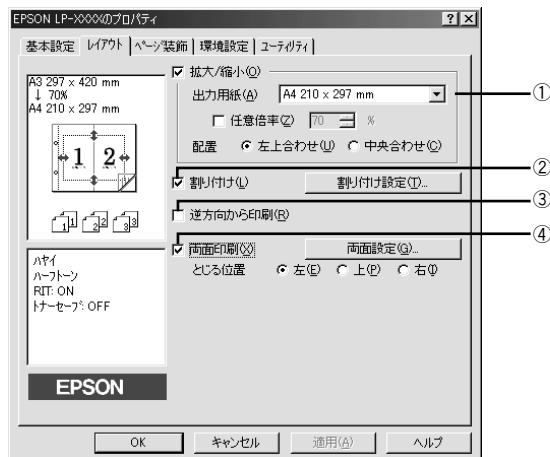 EPSON LP-XXXXのプロパティ
基本設定 レイアウト ページ装飾 環境設定 ユーティリティ
A3 297 x 420 mm
↓ 70%
A4 210 x 297 mm
1 2
1 1 2 2 3 3
ハヤイ
ハーフトーン
RIT: ON
トナーセーブ: OFF
EPSON
拡大/縮小(O)
出力用紙(A) A4 210 x 297 mm
任意倍率(Z) 70 %
配置 左上合わせ(U) 中央合わせ(C)
割り付け(L) 割り付け設定(T)...
逆方向から印刷(R)
両面印刷(X) 両面設定(G)...
とじる位置 左(E) 上(P) 右(I)
OK キャンセル 適用(A) ヘルプ
①
②
③
④